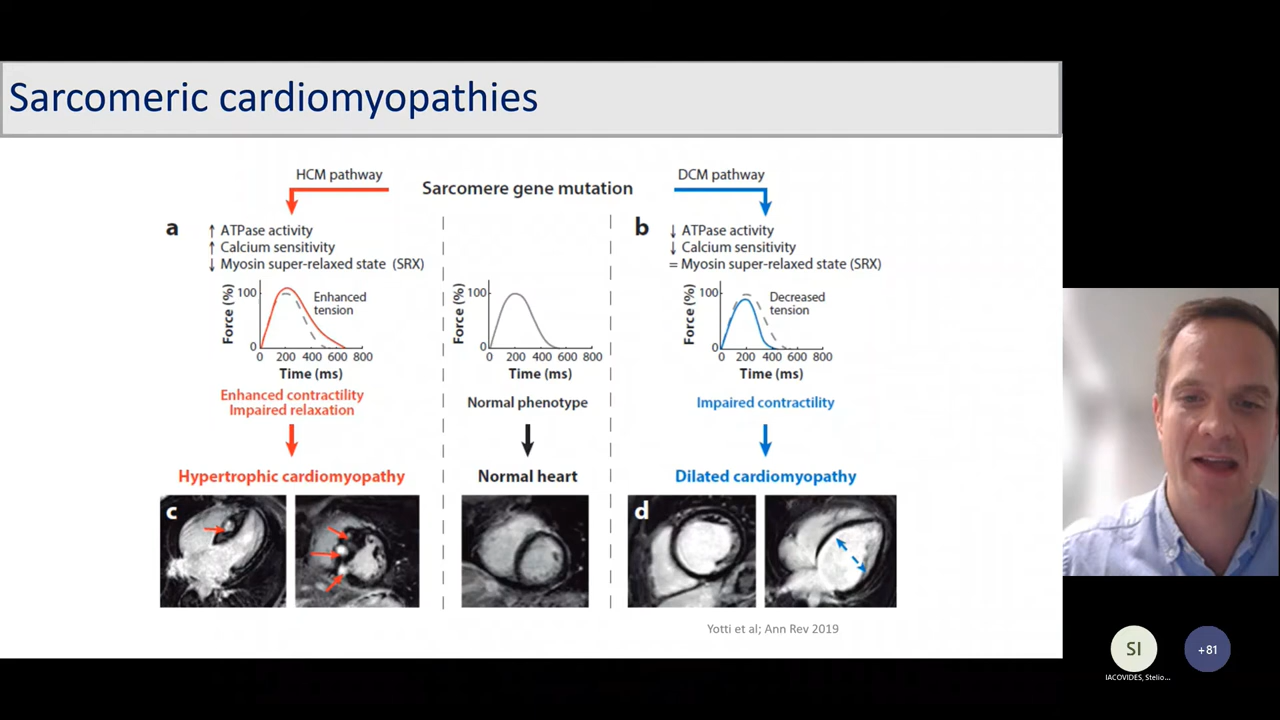 Sarcomeric cardiomyopathies
HCM pathway
Sarcomere gene mutation
DCM pathway
a
↑ ATPase activity
↑ Calcium sensitivity
↓ Myosin super-relaxed state (SRX)
Force (%)
100
0
Enhanced
tension
0 200 400 600 800
Time (ms)
Enhanced contractility
Impaired relaxation
Hypertrophic cardiomyopathy
c
Force (%)
100
0
0 200 400 600 800
Time (ms)
Normal phenotype
Normal heart
b
↓ ATPase activity
↓ Calcium sensitivity
= Myosin super-relaxed state (SRX)
Force (%)
100
0
Decreased
tension
0 200 400 600 800
Time (ms)
Impaired contractility
Dilated cardiomyopathy
d
Yotti et al; Ann Rev 2019
SI
+81
IACOVIDES, Stelio...